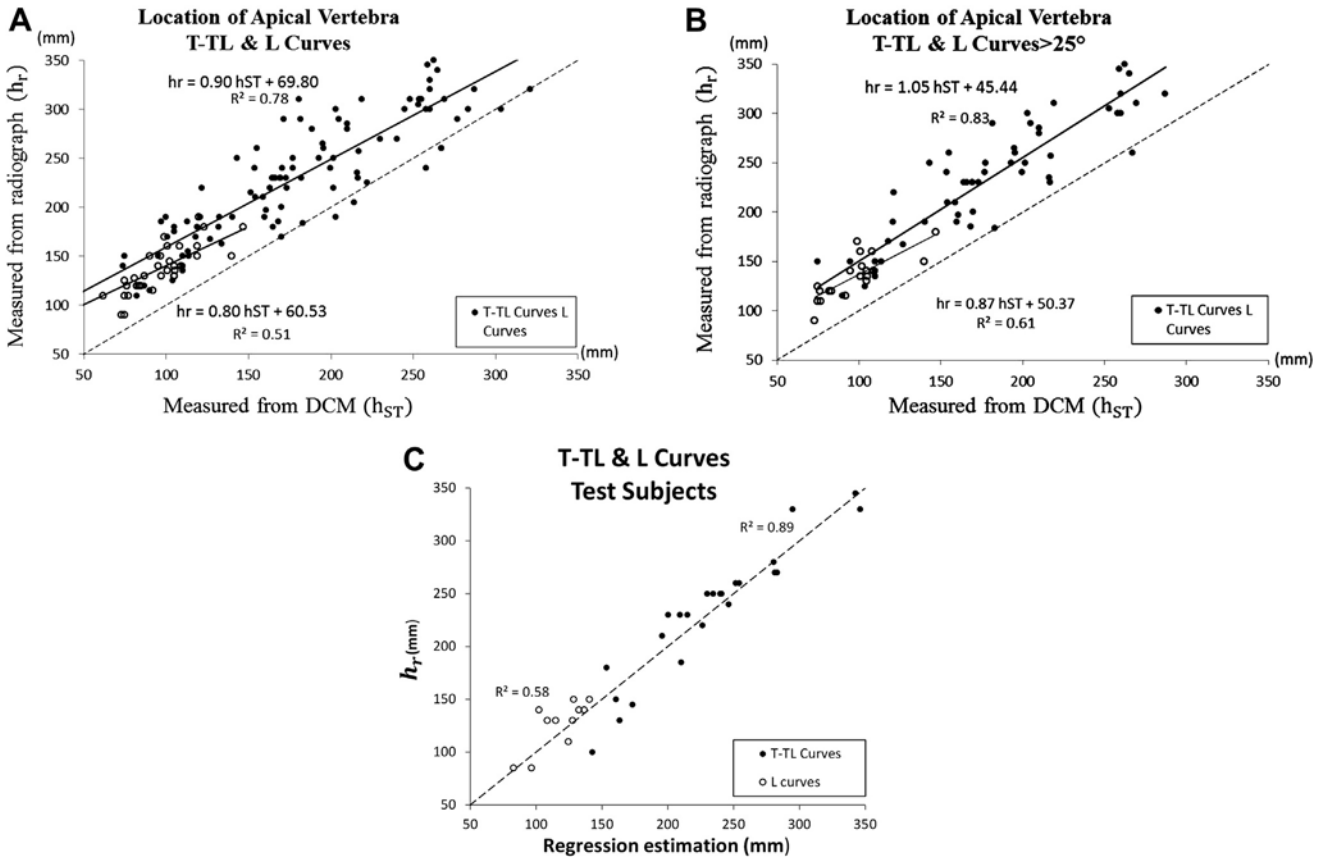 A
Location of Apical Vertebra
T-TL & L Curves
(mm)
350
300
250
200
150
100
50
Measured from radiograph (hr)
hr = 0.90 hST + 69.80
R² = 0.78
hr = 0.80 hST + 60.53
R² = 0.51
T-TL Curves L
Curves
(mm)
50 100 150 200 250 300 350
Measured from DCM (hST)
B
Location of Apical Vertebra
T-TL & L Curves>25°
(mm)
350
300
250
200
150
100
50
Measured from radiograph (hr)
hr = 1.05 hST + 45.44
R² = 0.83
hr = 0.87 hST + 50.37
R² = 0.61
T-TL Curves L
Curves
(mm)
50 100 150 200 250 300 350
Measured from DCM (hST)
C
T-TL & L Curves
Test Subjects
350
300
250
200
150
100
50
hr (mm)
R² = 0.89
R² = 0.58
T-TL Curves
L curves
50 100 150 200 250 300 350
Regression estimation (mm)